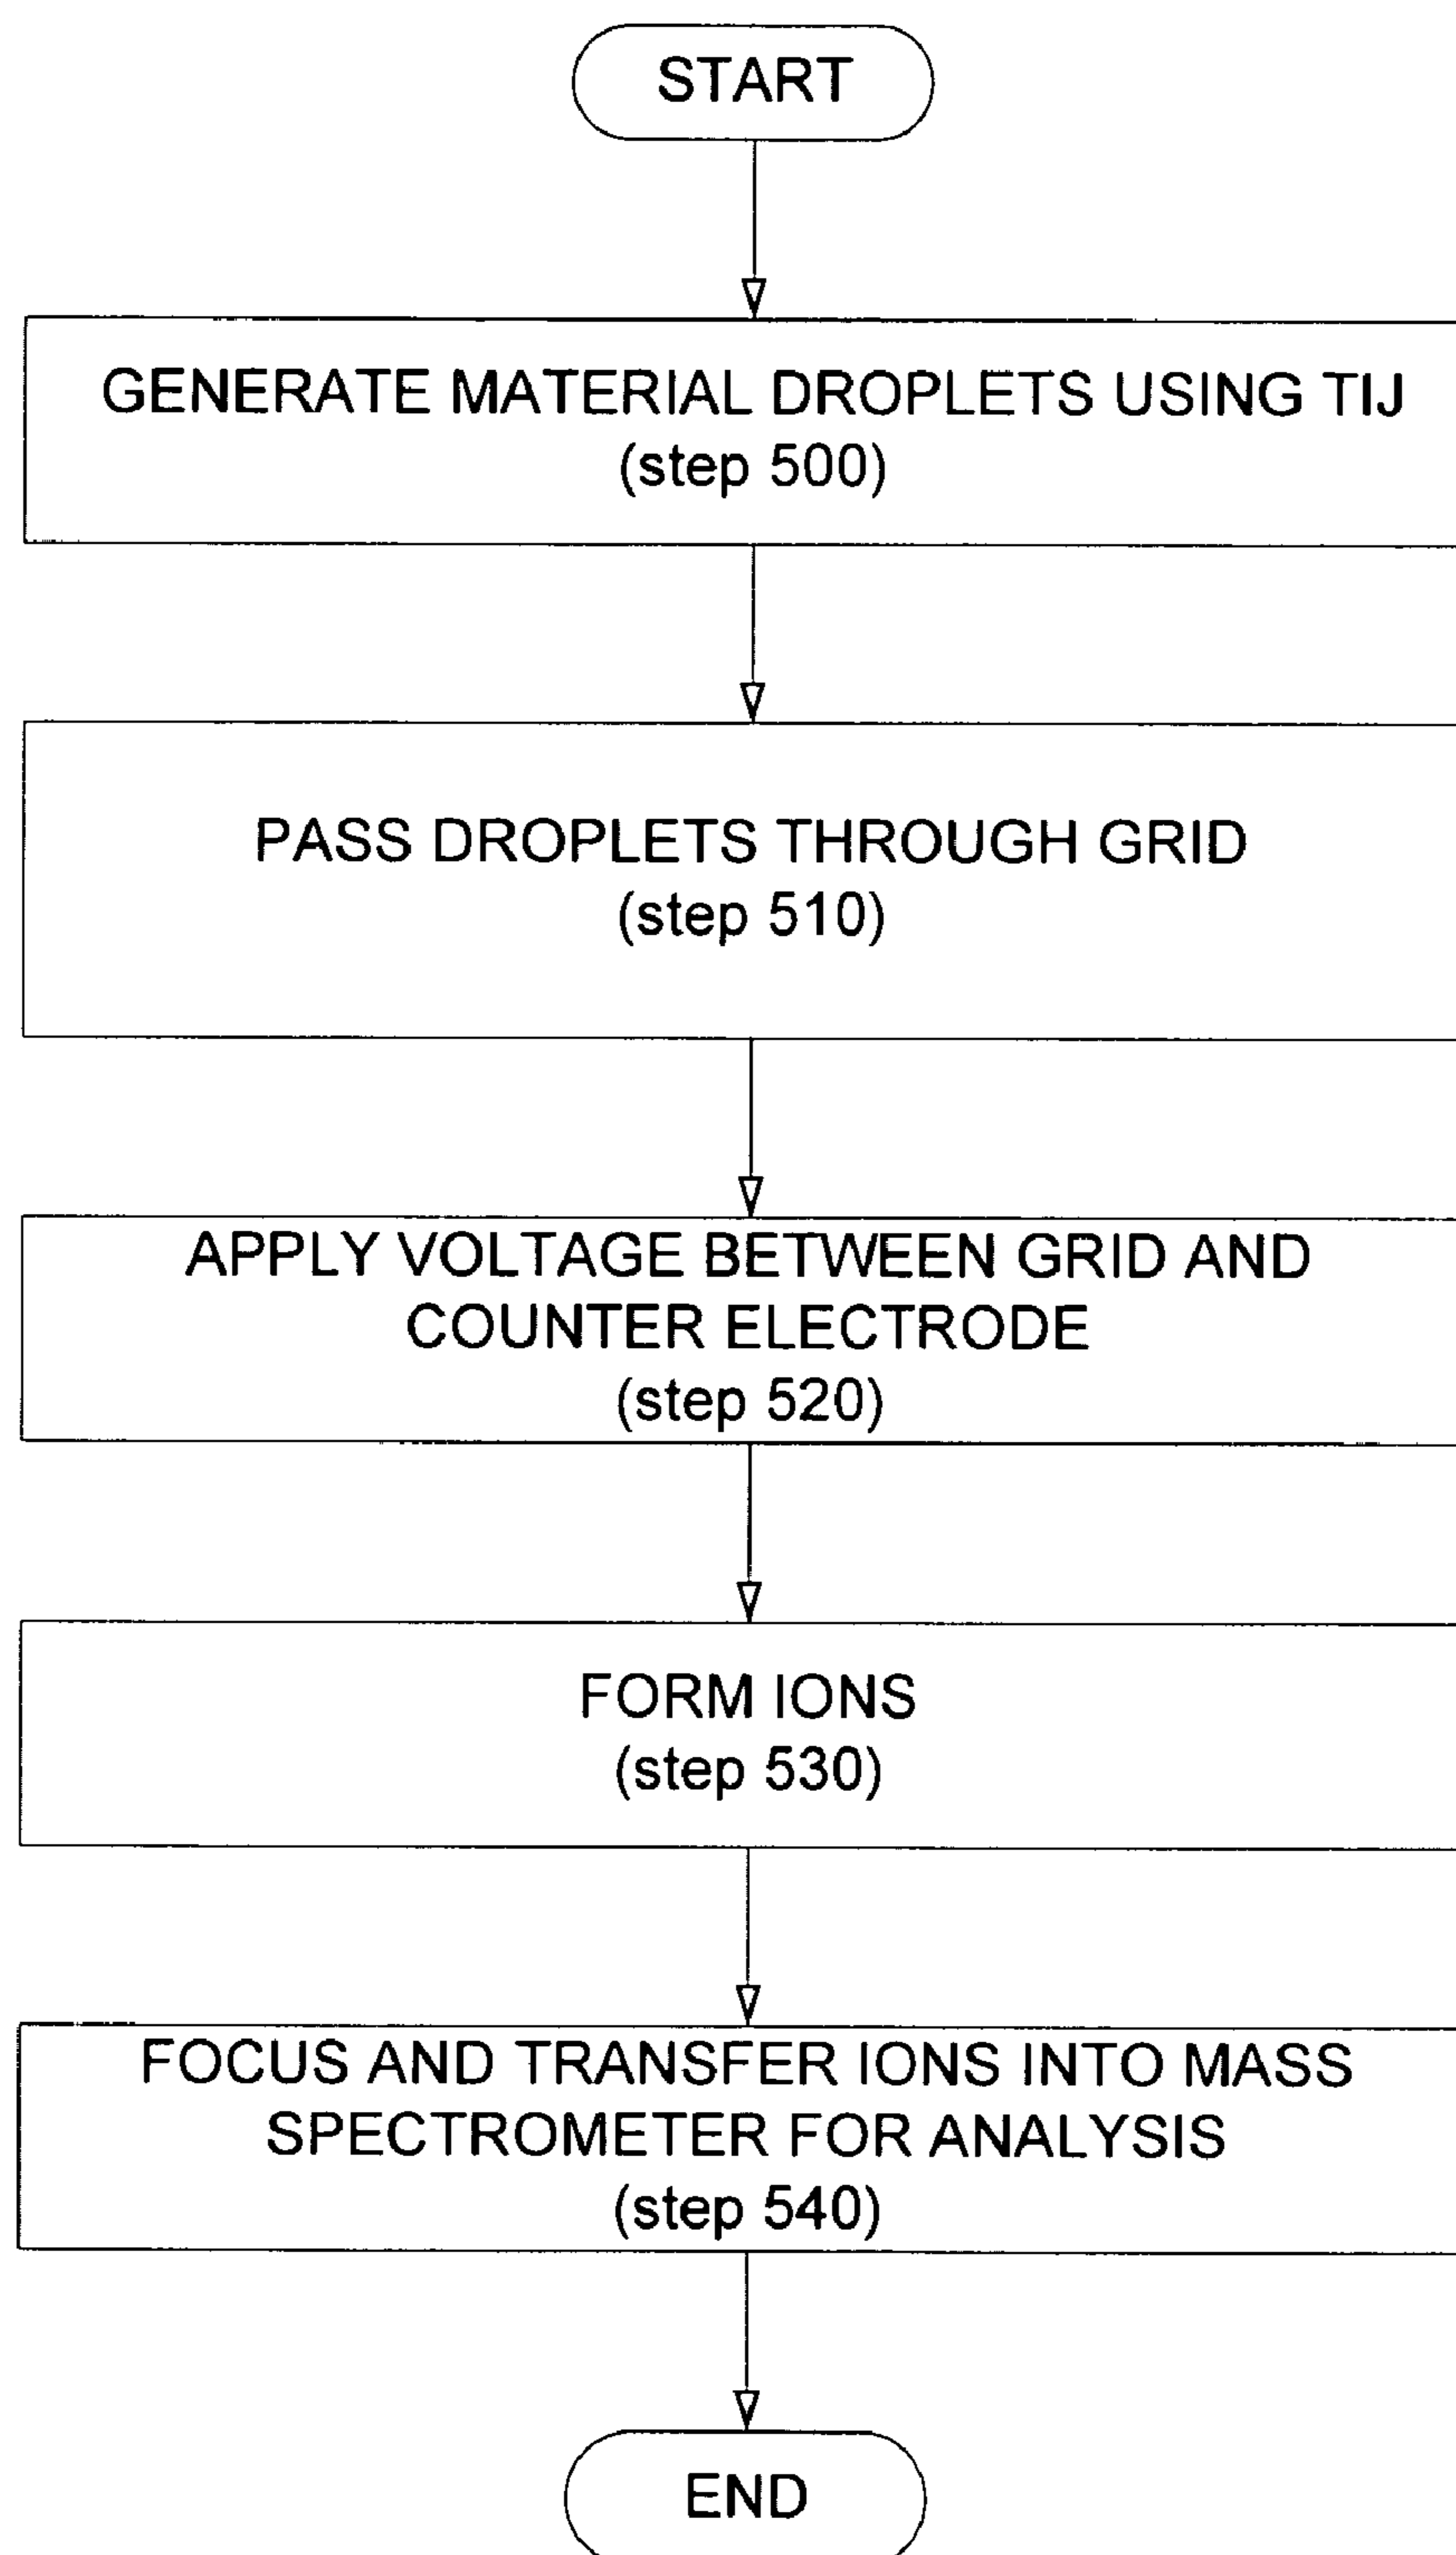 START
GENERATE MATERIAL DROPLETS USING TIJ
(step 500)
PASS DROPLETS THROUGH GRID
(step 510)
APPLY VOLTAGE BETWEEN GRID AND
COUNTER ELECTRODE
(step 520)
FORM IONS
(step 530)
FOCUS AND TRANSFER IONS INTO MASS
SPECTROMETER FOR ANALYSIS
(step 540)
END